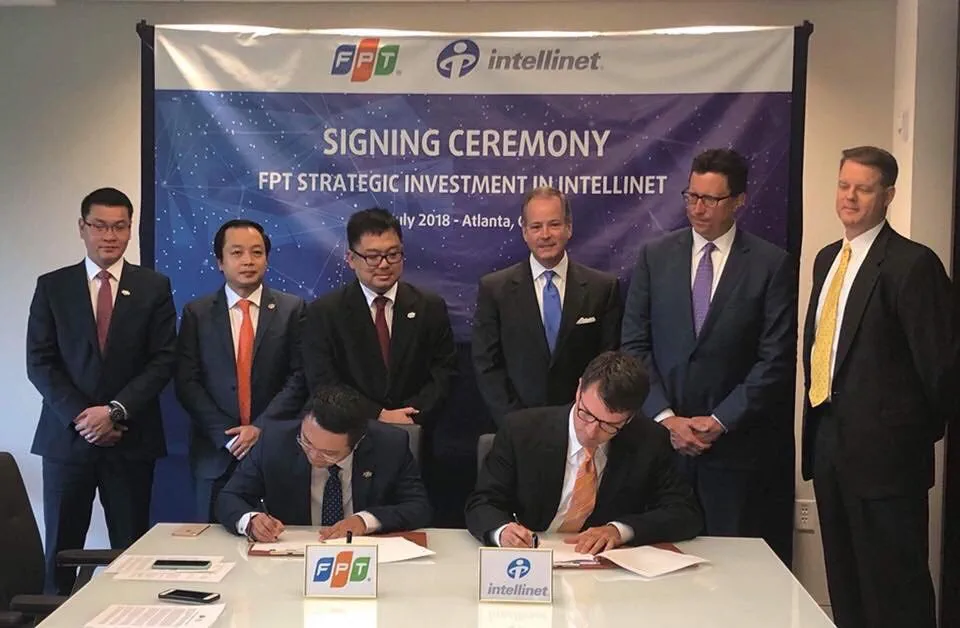 FPT
intellinet
SIGNING CEREMONY
FPT STRATEGIC INVESTMENT IN INTELLINET
July 2018 - Atlanta,
FPT
intellinet